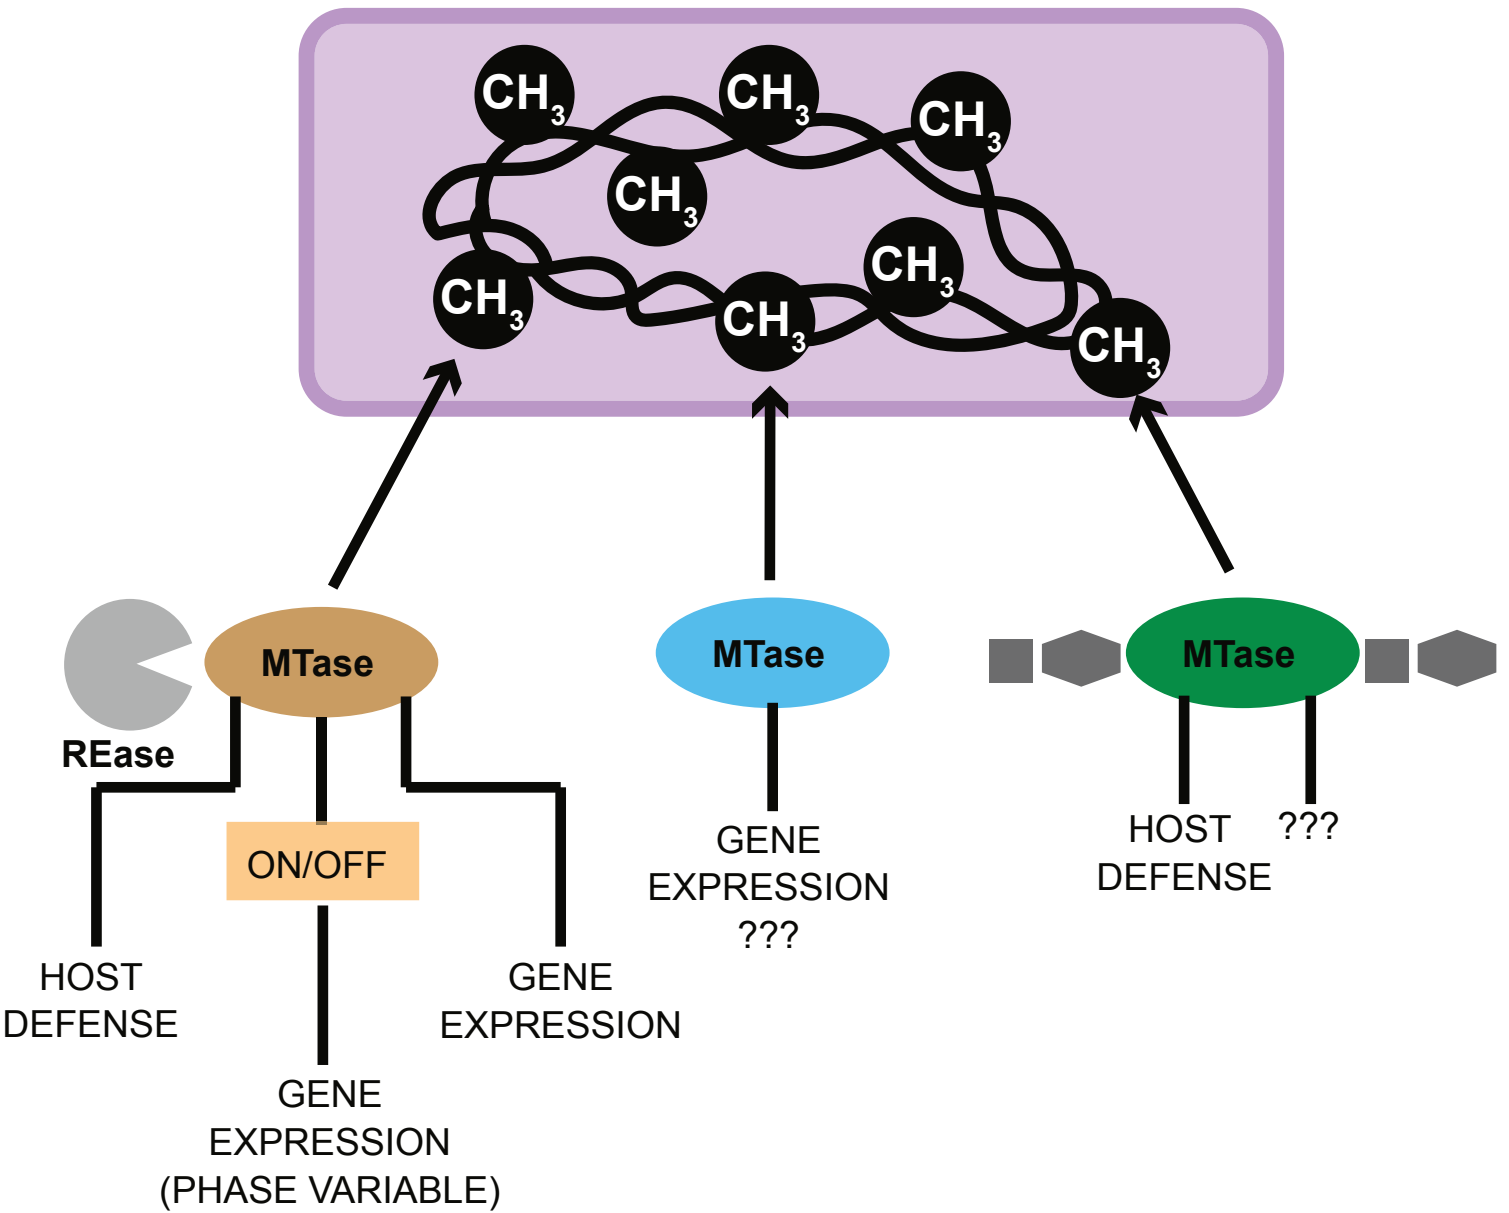 CH3
CH3
CH3
CH3
CH3
CH3
CH3
CH3
MTase
MTase
MTase
REase
ON/OFF
HOST
DEFENSE
GENE
EXPRESSION
GENE
EXPRESSION
(PHASE VARIABLE)
GENE
EXPRESSION
???
HOST
DEFENSE
???